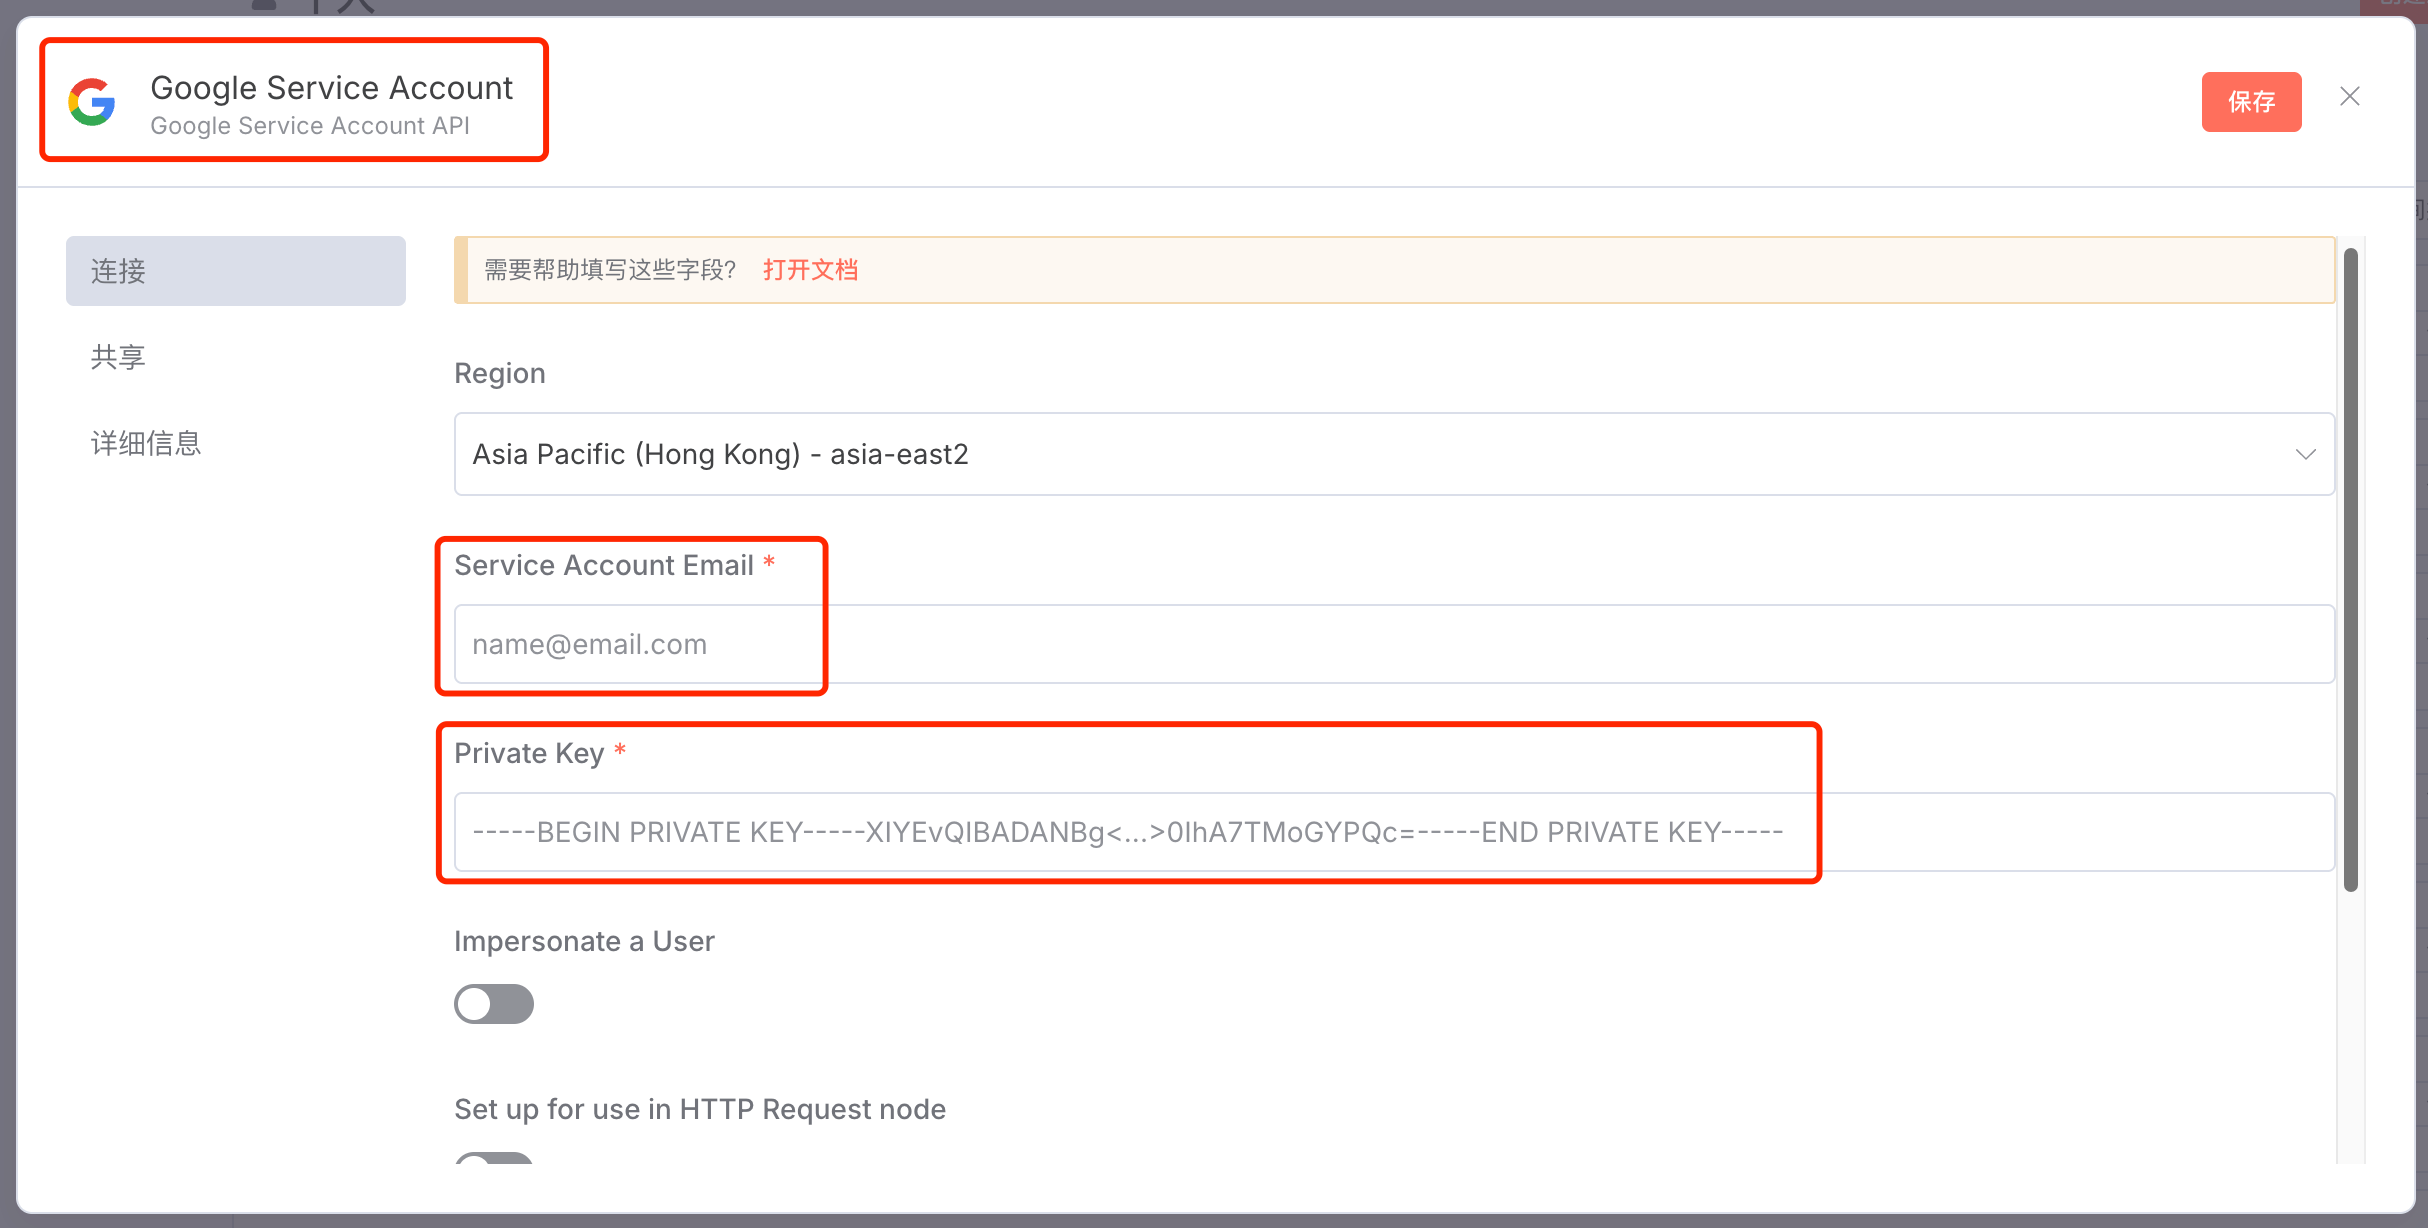 个人
Google Service Account
Google Service Account API
保存
连接
共享
详细信息
需要帮助填写这些字段? 打开文档
Region
Asia Pacific (Hong Kong) - asia-east2
Service Account Email *
name@email.com
Private Key *
-----BEGIN PRIVATE KEY-----XIYEvQIBADANBg<...>0IhA7TMoGYPQc=-----END PRIVATE KEY-----
Impersonate a User
Set up for use in HTTP Request node